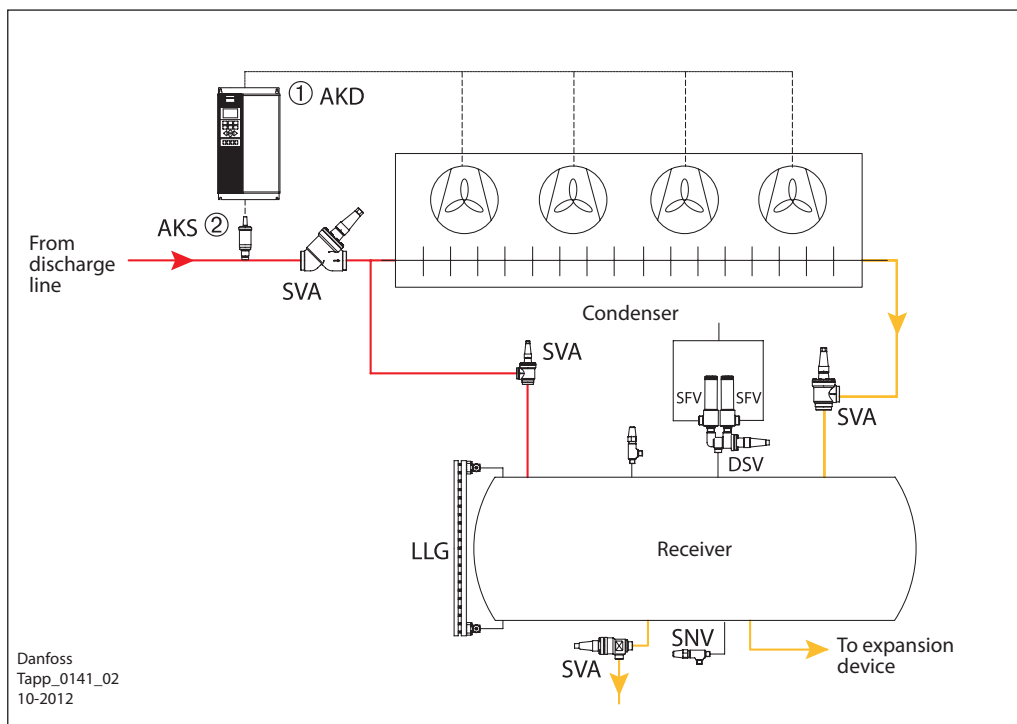 ① AKD
AKS ②
From
discharge
line
SVA
Condenser
SVA
SFV
SFV
SVA
DSV
LLG
Receiver
SNV
SVA
To expansion
device
Danfoss
Tapp_0141_02
10-2012